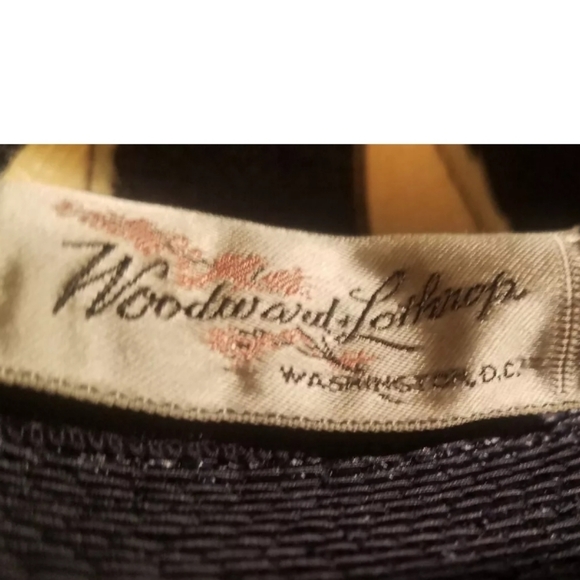 Woodward & Lothrop
WASHINGTON, D.C.